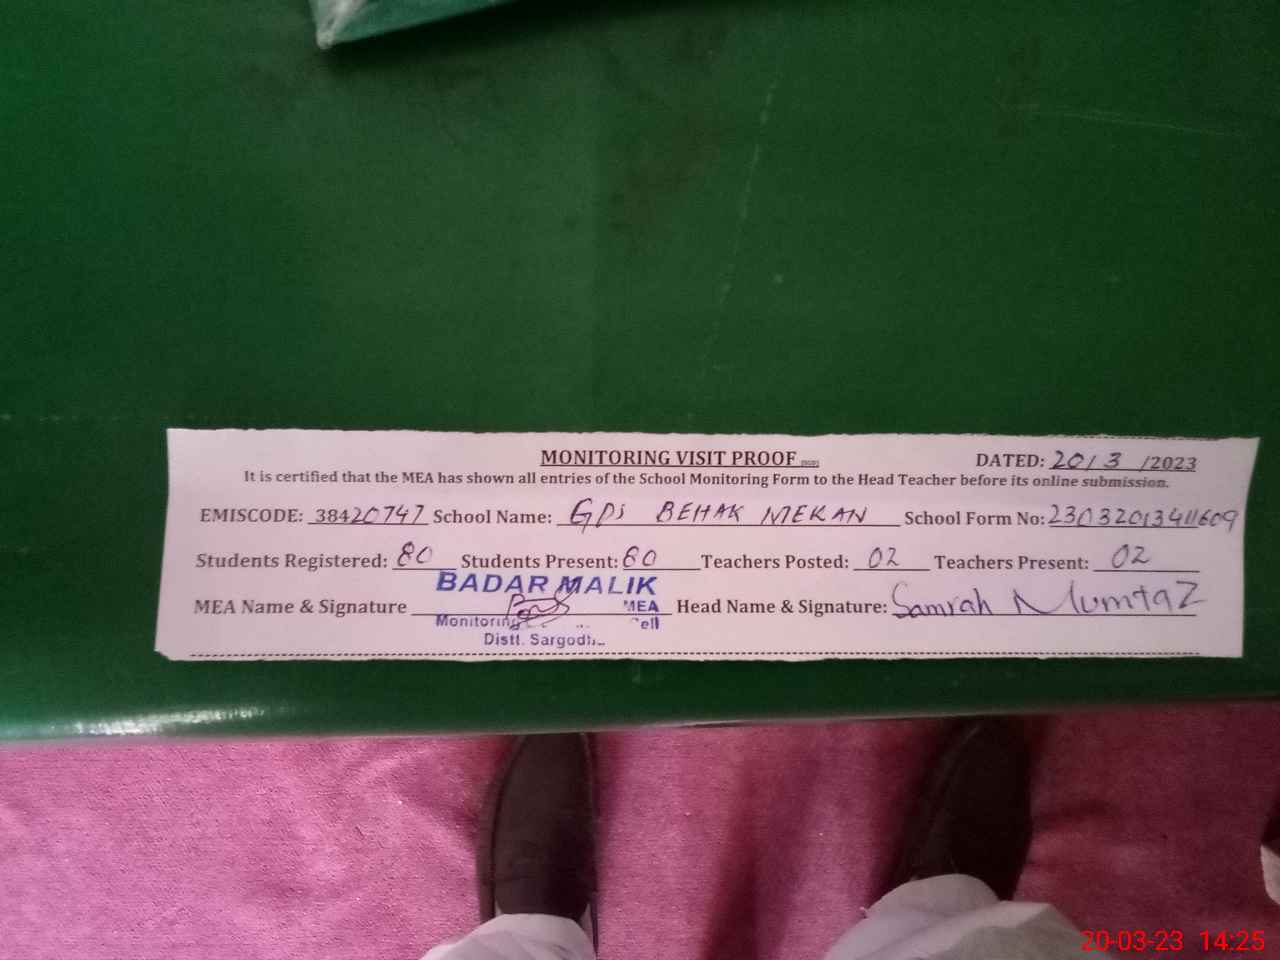 MONITORING VISIT PROOF
DATED: 20/3/2023
It is certified that the MEA has shown all entries of the School Monitoring Form to the Head Teacher before its online submission.
EMISCODE: 38420747 School Name: GPS BEHAK MEKAN School Form No: 23032013411609
Students Registered: 80 Students Present: 60 Teachers Posted: 02 Teachers Present: 02
BADAR MALIK
MEA Name & Signature MEA Head Name & Signature: Samrah Mumtaz
Monitoring Cell
Distt. Sargodha
20-03-23 14:25